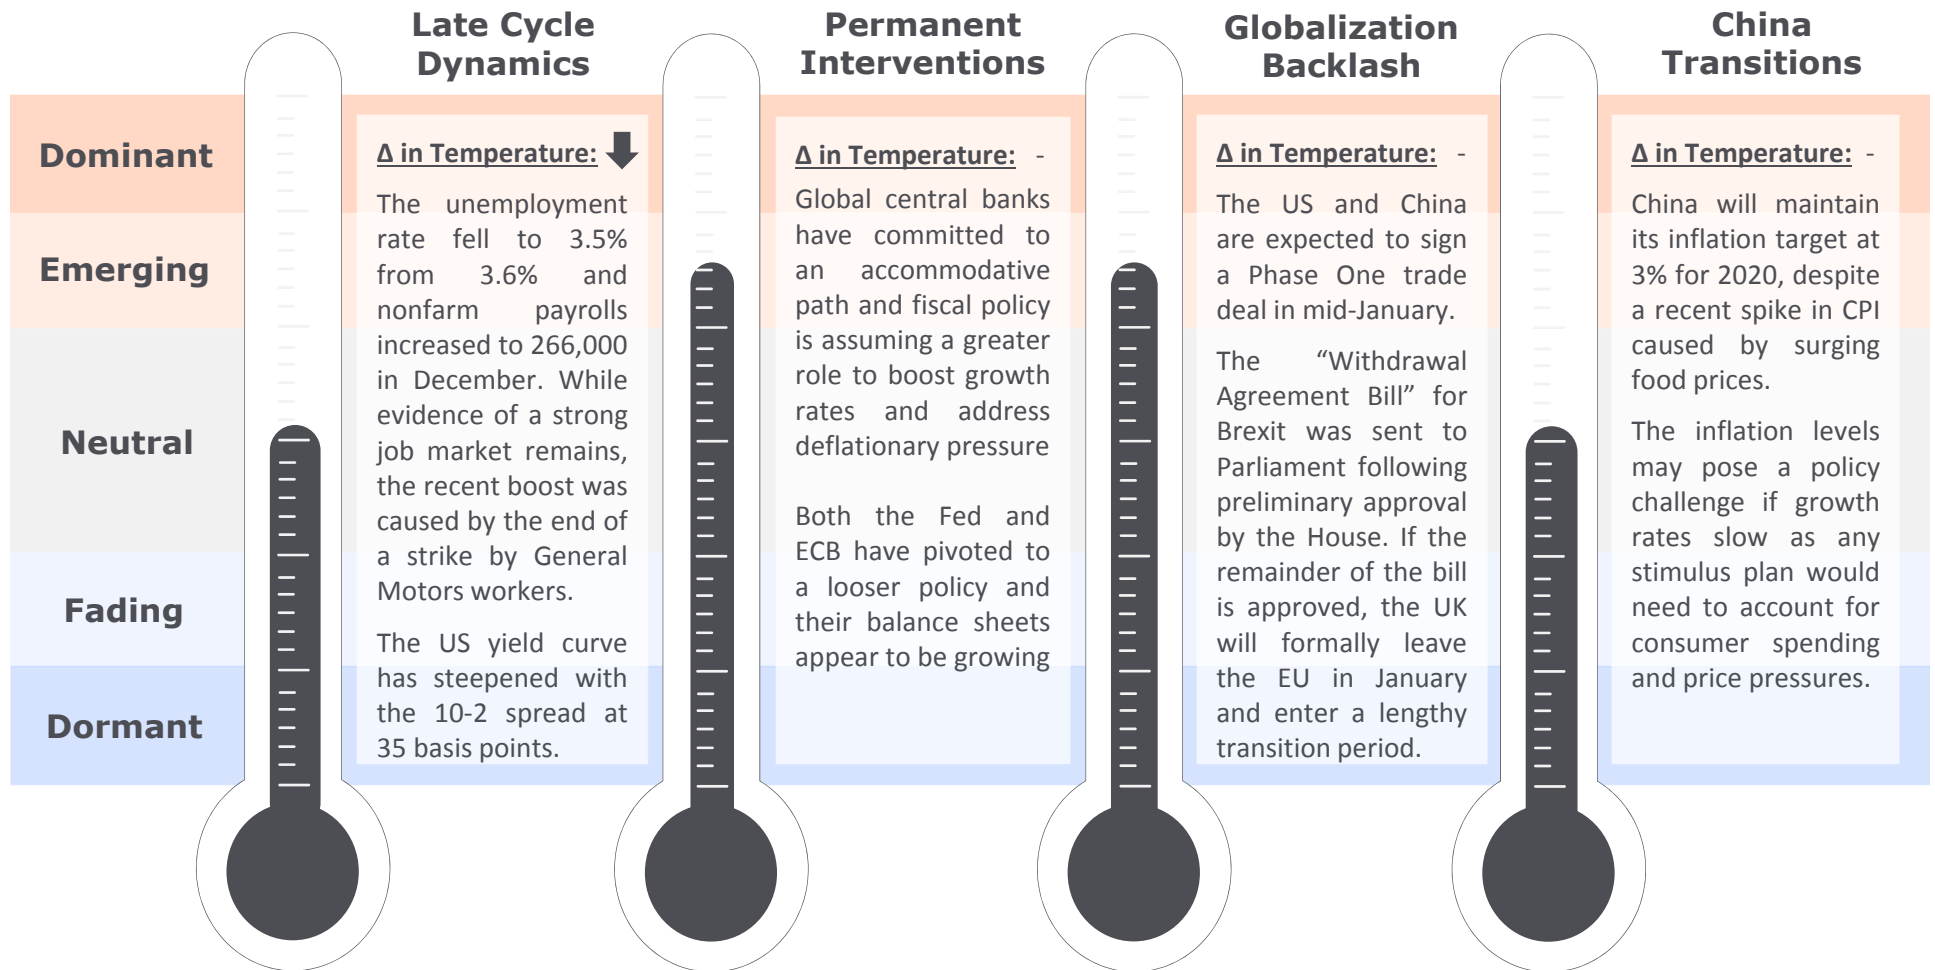 Late Cycle
Dynamics
Permanent
Interventions
Globalization
Backlash
China
Transitions
Dominant
Emerging
Neutral
Fading
Dormant
Δ in Temperature:
The unemployment
rate fell to 3.5%
from 3.6% and
nonfarm payrolls
increased to 266,000
in December. While
evidence of a strong
job market remains,
the recent boost was
caused by the end of
a strike by General
Motors workers.
The US yield curve
has steepened with
the 10-2 spread at
35 basis points.
Δ in Temperature: -
Global central banks
have committed to
an accommodative
path and fiscal policy
is assuming a greater
role to boost growth
rates and address
deflationary pressure
Both the Fed and
ECB have pivoted to
a looser policy and
their balance sheets
appear to be growing
Δ in Temperature: -
The US and China
are expected to sign
a Phase One trade
deal in mid-January.
The “Withdrawal
Agreement Bill” for
Brexit was sent to
Parliament following
preliminary approval
by the House. If the
remainder of the bill
is approved, the UK
will formally leave
the EU in January
and enter a lengthy
transition period.
Δ in Temperature: -
China will maintain
its inflation target at
3% for 2020, despite
a recent spike in CPI
caused by surging
food prices.
The inflation levels
may pose a policy
challenge if growth
rates slow as any
stimulus plan would
need to account for
consumer spending
and price pressures.